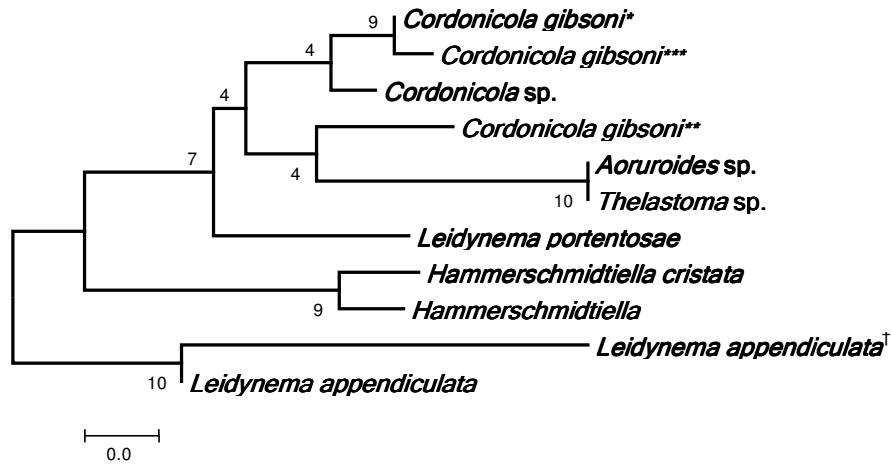 9
Cordonicola gibsoni*
Cordonicola gibsoni***
4
Cordonicola sp.
4
Cordonicola gibsoni**
7
4
Aoruroides sp.
10
Thelastoma sp.
Leidynema portentosae
Hammerschmidtiella cristata
9
Hammerschmidtiella
Leidynema appendiculata†
10
Leidynema appendiculata
0.0